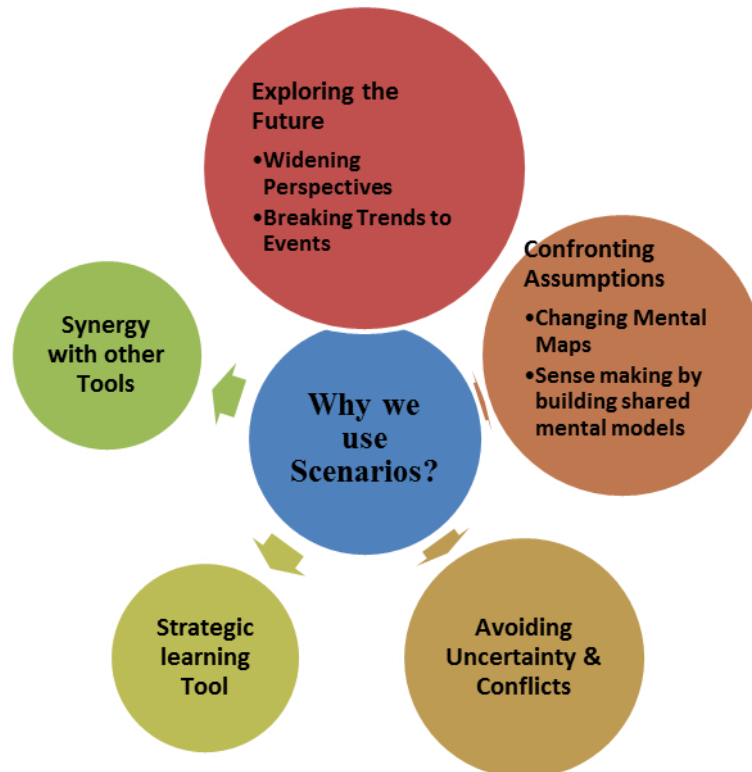 Exploring the
Future
•Widening
Perspectives
•Breaking Trends to
Events
Confronting
Assumptions
•Changing Mental
Maps
•Sense making by
building shared
mental models
Synergy
with other
Tools
Why we
use
Scenarios?
Strategic
learning
Tool
Avoiding
Uncertainty &
Conflicts